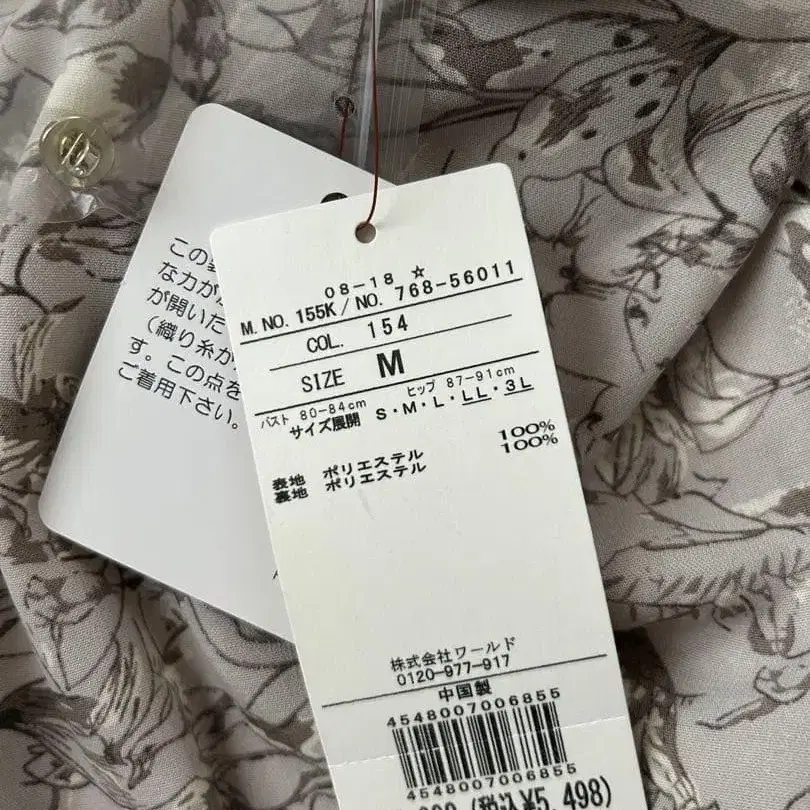 この
な力が
が開いた
（織り糸が
す。この点を
ご着用下さい。
08-18 ☆
M.NO.155K/NO. 768-56011
COL. 154
SIZE M
バスト 80-84cm ヒップ 87-91cm
サイズ展開 S・M・L・LL・3L
表地 ポリエステル 100%
裏地 ポリエステル 100%
株式会社ワールド
0120-977-917
中国製
4548007006855
4548007006855
(税込¥5,498)